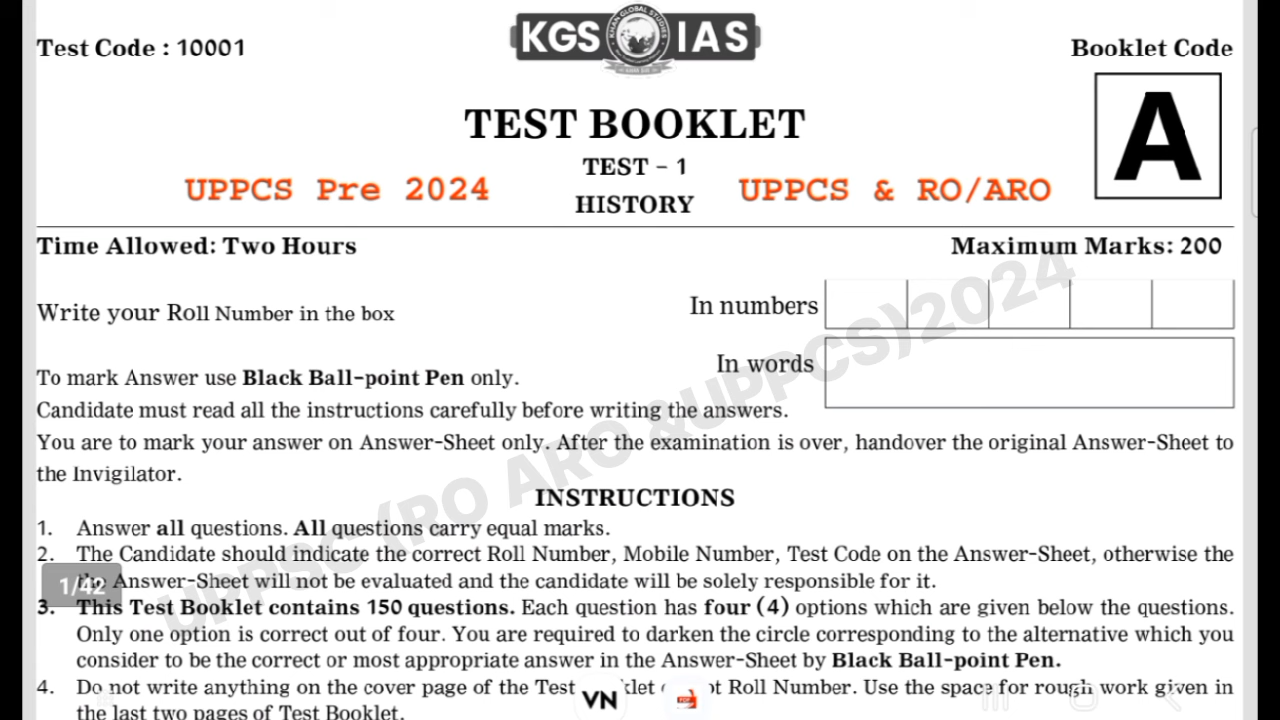 Test Code : 10001
KGS IAS
KHAN GLOBAL STUDIES
Booklet Code
A
TEST BOOKLET
TEST – 1
UPPCS Pre 2024
HISTORY
UPPCS & RO/ARO
Time Allowed: Two Hours
Maximum Marks: 200
Write your Roll Number in the box
In numbers
In words
To mark Answer use Black Ball-point Pen only.
Candidate must read all the instructions carefully before writing the answers.
You are to mark your answer on Answer-Sheet only. After the examination is over, handover the original Answer-Sheet to
the Invigilator.
UPPSC (RO ARO &UPPCS)2024
INSTRUCTIONS
1. Answer all questions. All questions carry equal marks.
2. The Candidate should indicate the correct Roll Number, Mobile Number, Test Code on the Answer-Sheet, otherwise the
Answer-Sheet will not be evaluated and the candidate will be solely responsible for it.
1/42
3. This Test Booklet contains 150 questions. Each question has four (4) options which are given below the questions.
Only one option is correct out of four. You are required to darken the circle corresponding to the alternative which you
consider to be the correct or most appropriate answer in the Answer-Sheet by Black Ball-point Pen.
4. Do not write anything on the cover page of the Test Roll Number. Use the space for rough work given in
the last two pages of Test Booklet.
VN